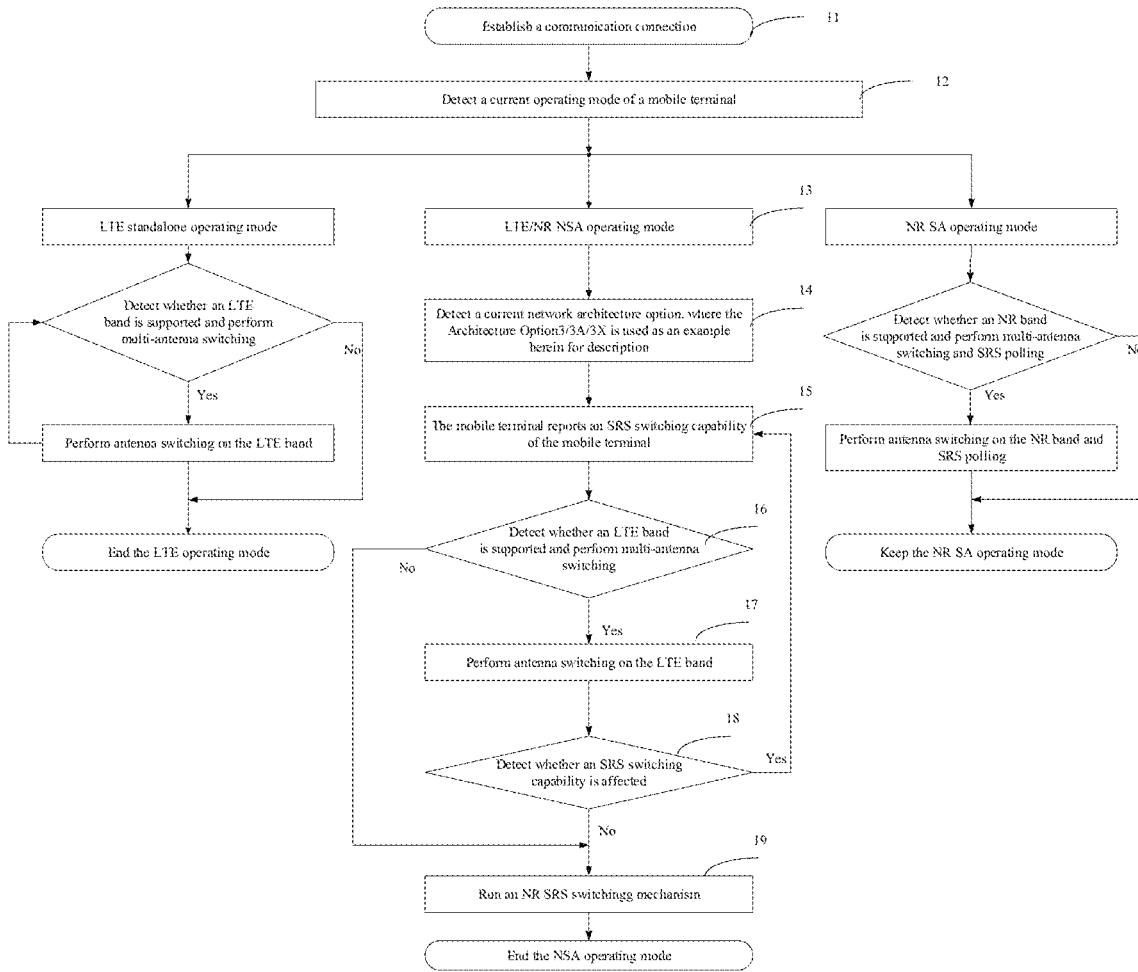 Establish a communication connection
11
Detect a current operating mode of a mobile terminal
12
LTE standalone operating mode
Detect whether an LTE
band is supported and perform
multi-antenna switching
No
Yes
Perform antenna switching on the LTE band
End the LTE operating mode
LTE/NR NSA operating mode
13
Detect a current network architecture option, where the
Architecture Option3/3A/3X is used as an example
herein for description
14
The mobile terminal reports an SRS switching capability
of the mobile terminal
15
Detect whether an LTE band
is supported and perform multi-antenna
switching
16
No
Yes
Perform antenna switching on the LTE band
17
Detect whether an SRS switching
capability is affected
18
Yes
No
Run an NR SRS switchingg mechanism
19
End the NSA operating mode
NR SA operating mode
Detect whether an NR band
is supported and perform multi-antenna
switching and SRS polling
No
Yes
Perform antenna switching on the NR band and
SRS polling
Keep the NR SA operating mode